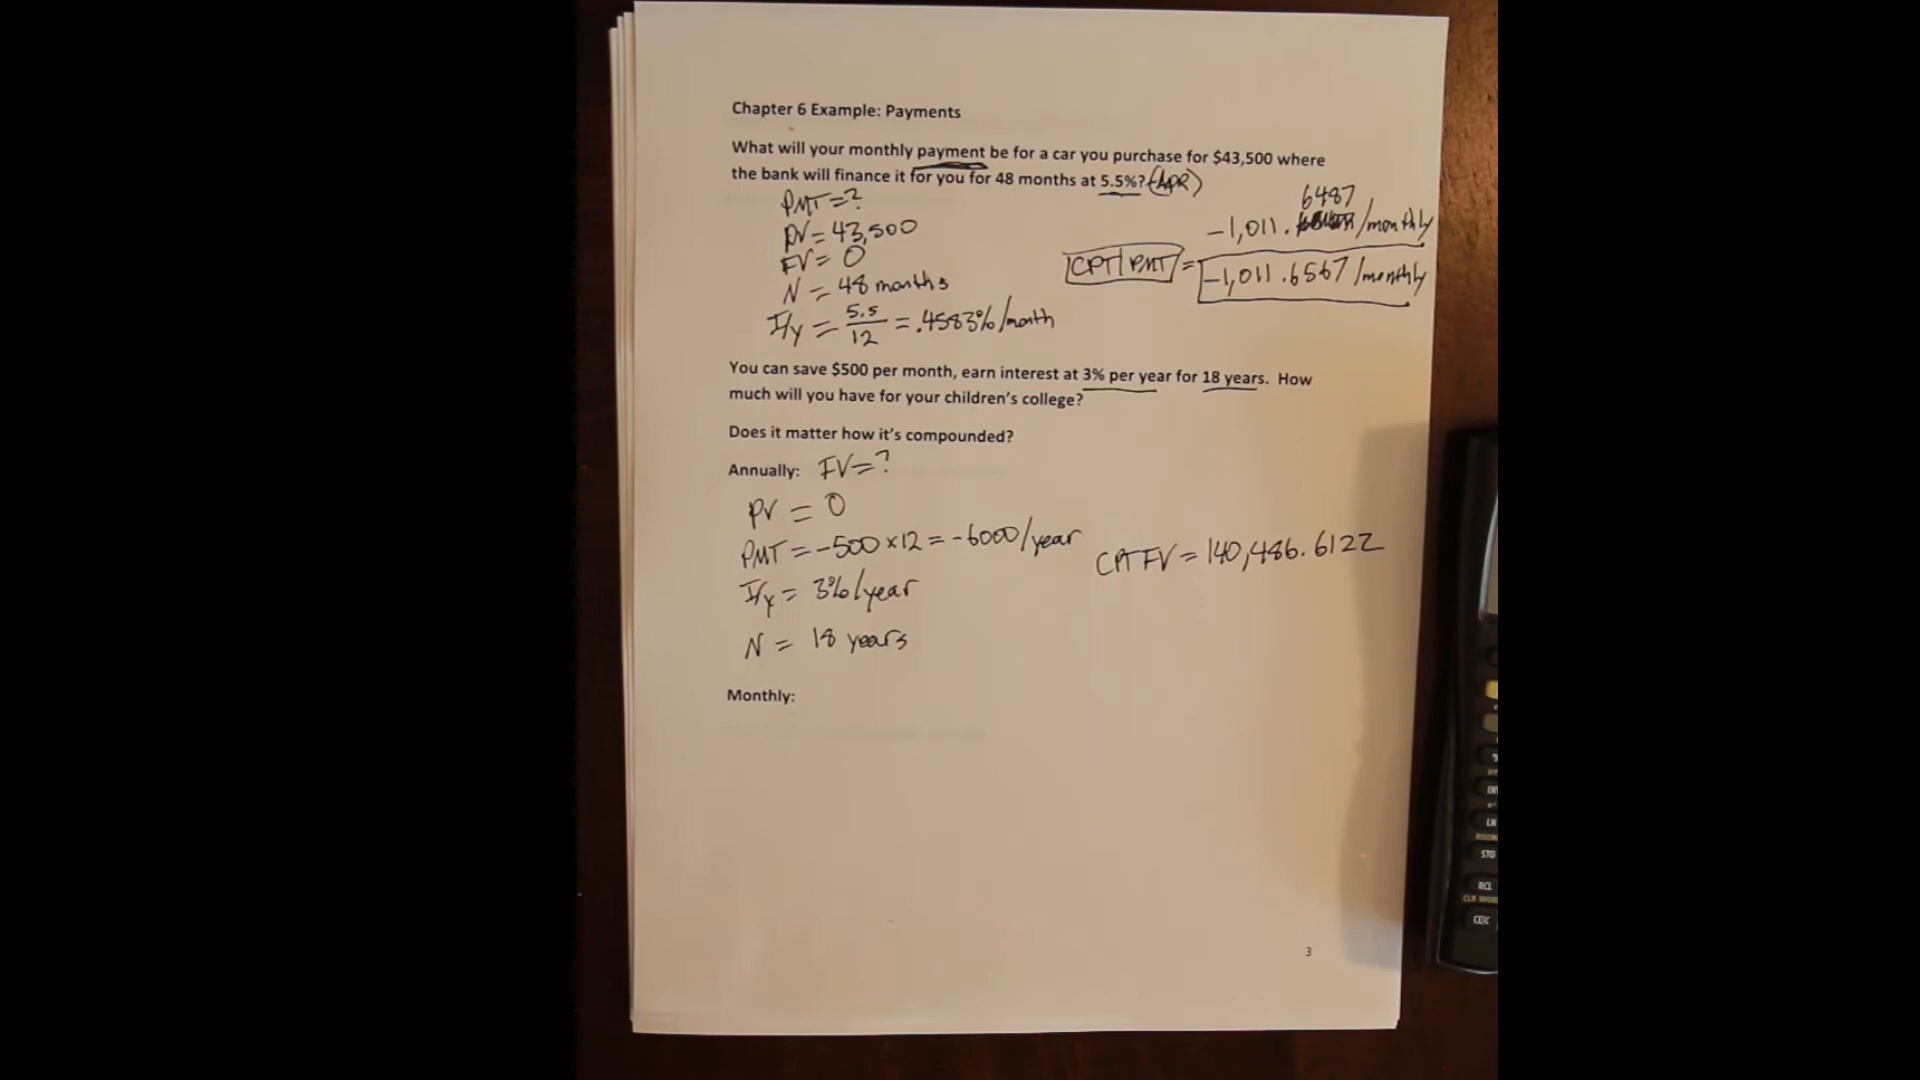 Chapter 6 Example: Payments
What will your monthly payment be for a car you purchase for $43,500 where
the bank will finance it for you for 48 months at 5.5%? (APR)
PMT = ?
PV = 43,500
FV = 0
N = 48 months
I/y = 5.5/12 = .4583%/month
6487
-1,011. /monthly
CPT PMT = -1,011.6567/monthly
You can save $500 per month, earn interest at 3% per year for 18 years. How
much will you have for your children's college?
Does it matter how it's compounded?
Annually: FV = ?
PV = 0
PMT = -500 x 12 = -6000/year
I/y = 3%/year
N = 18 years
CPT FV = 140,486.6122
Monthly:
3
STO
RCL
CLR WORK
CE/C